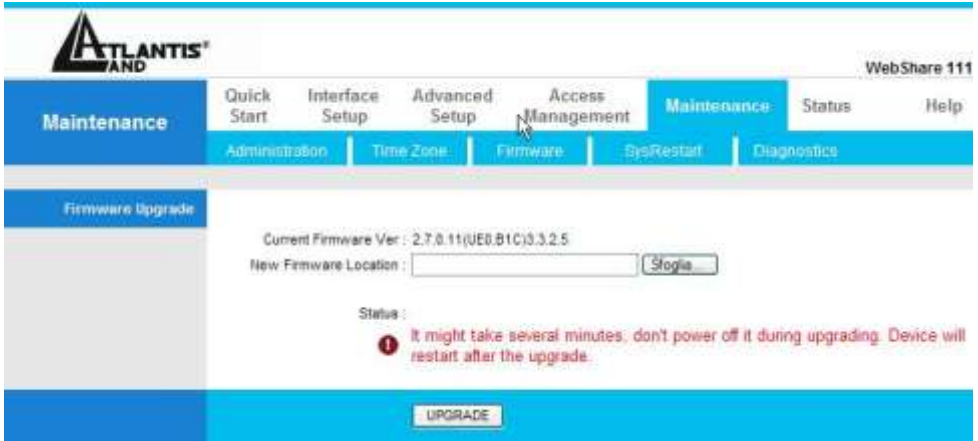 ATLANTIS®
LAND
WebShare 111
Maintenance
Quick Start
Interface Setup
Advanced Setup
Access Management
Maintenance
Status
Help
Administration
Time Zone
Firmware
SysRestart
Diagnostics
Firmware Upgrade
Current Firmware Ver : 2.7.0.11(UE0.B1C)3.3.2.5
New Firmware Location :
Sfoglia...
Status :
It might take several minutes, don't power off it during upgrading. Device will
restart after the upgrade.
UPGRADE